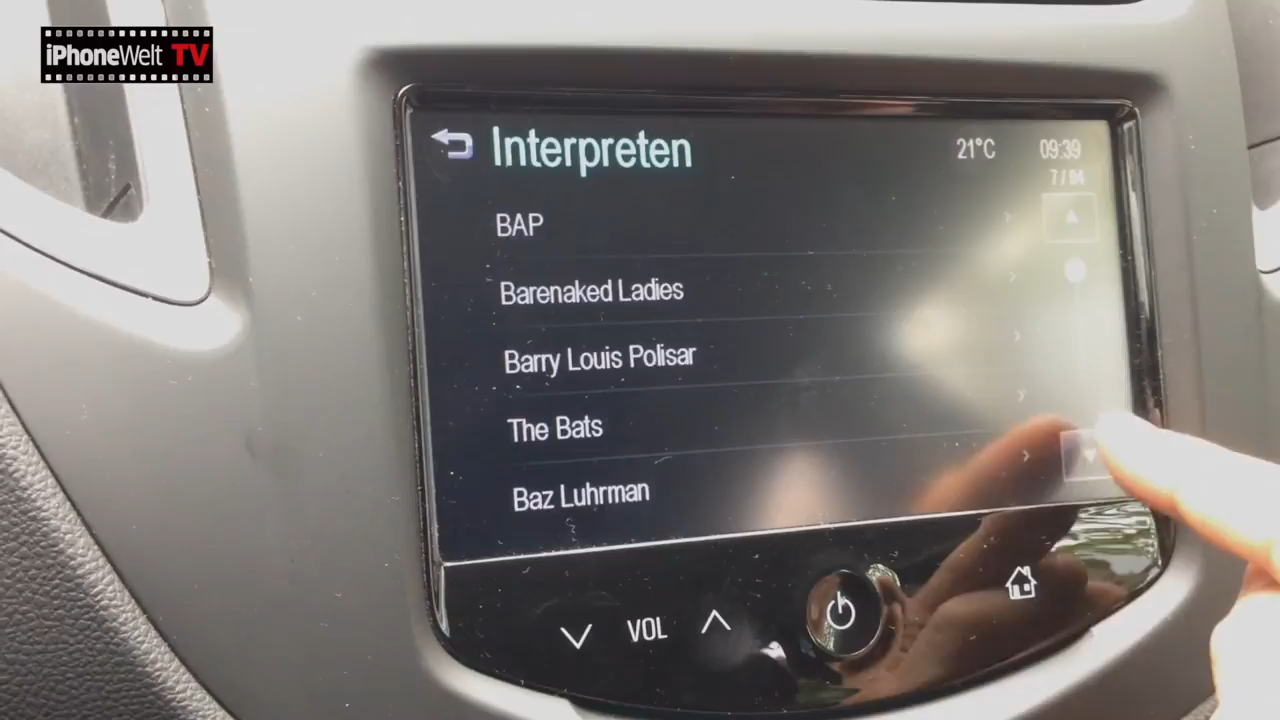 iPhoneWelt TV
Interpreten
21°C
09:39
7 / 94
BAP
Barenaked Ladies
Barry Louis Polisar
The Bats
Baz Luhrman
VOL